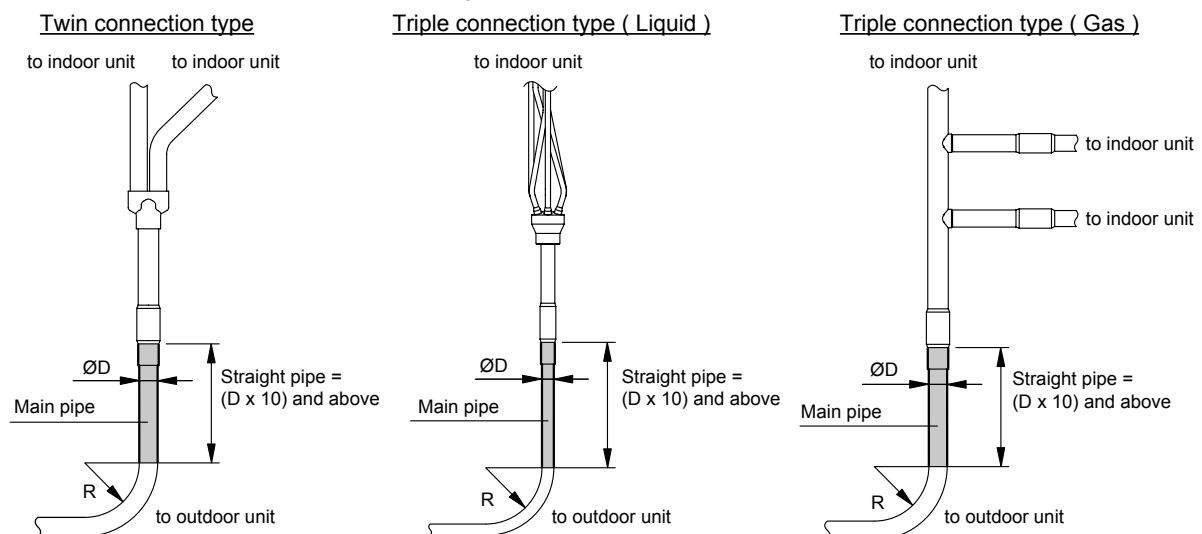 Twin connection type
to indoor unit
to indoor unit
ØD
Straight pipe =
(D x 10) and above
Main pipe
R
to outdoor unit
Triple connection type ( Liquid )
to indoor unit
ØD
Straight pipe =
(D x 10) and above
Main pipe
R
to outdoor unit
Triple connection type ( Gas )
to indoor unit
to indoor unit
to indoor unit
ØD
Straight pipe =
(D x 10) and above
Main pipe
R
to outdoor unit